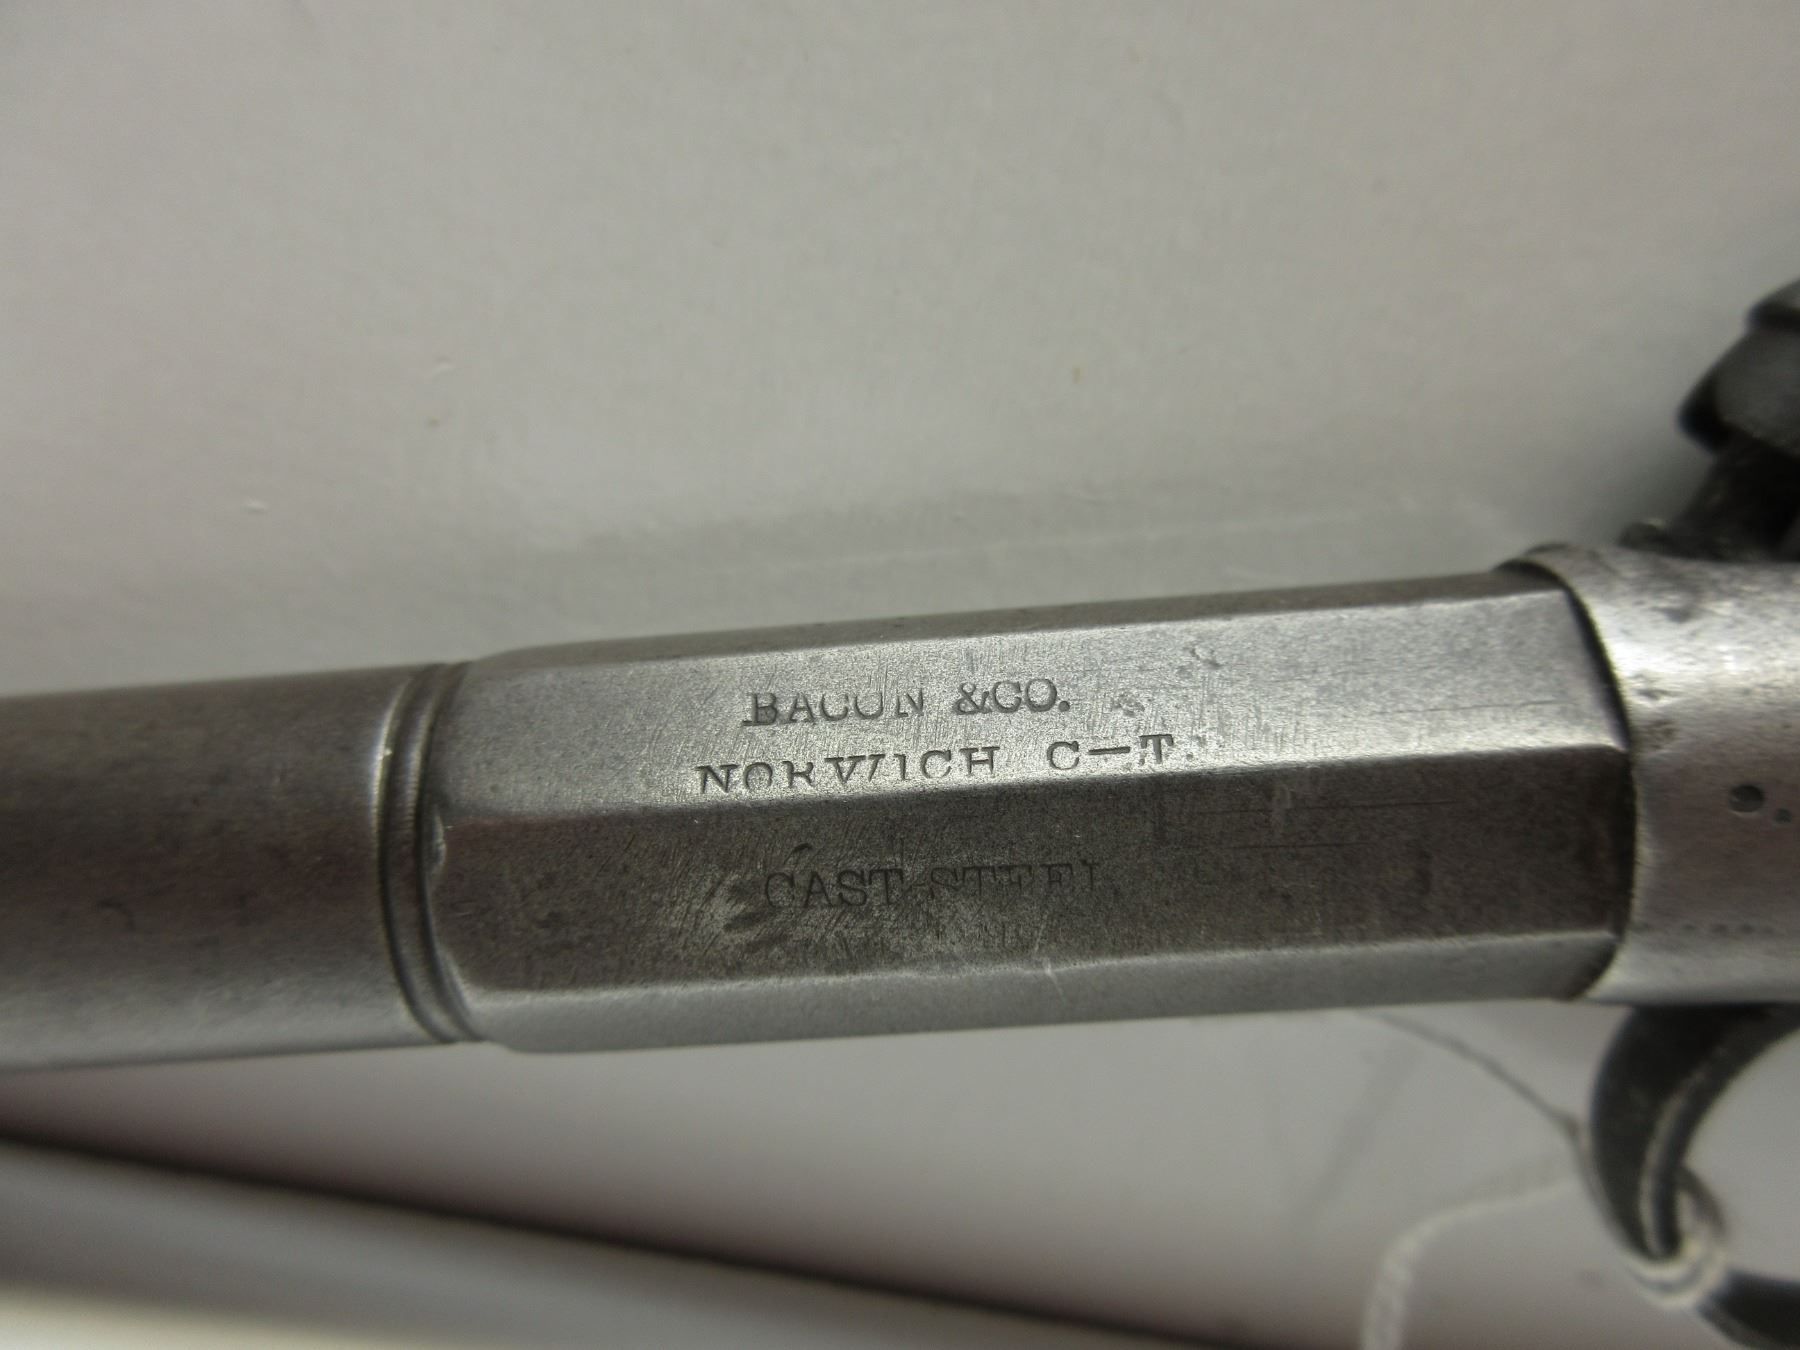 BACON &CO.
NORWICH C-T.
CAST-STEEL